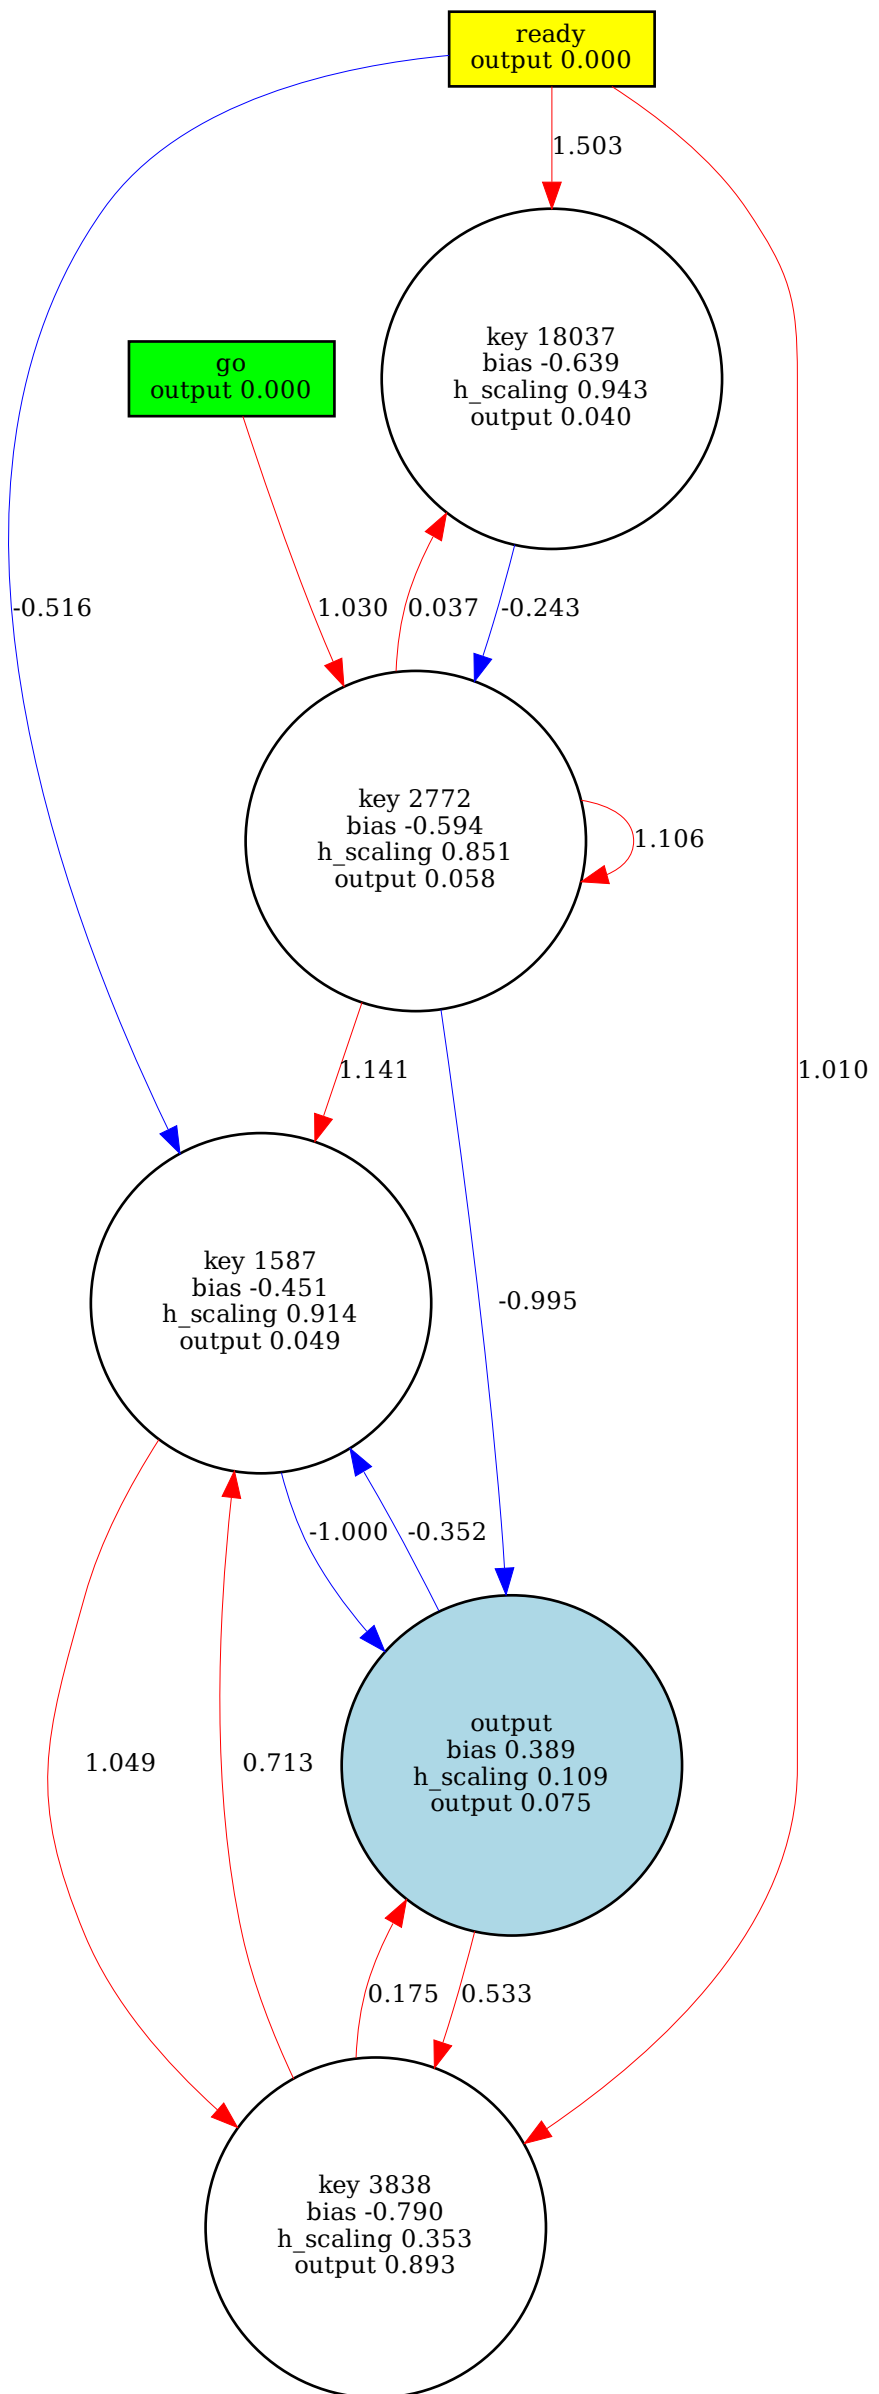 ready
output 0.000
1.503
key 18037
bias -0.639
h_scaling 0.943
output 0.040
go
output 0.000
-0.516
1.030
0.037
-0.243
key 2772
bias -0.594
h_scaling 0.851
output 0.058
1.106
1.141
1.010
key 1587
bias -0.451
h_scaling 0.914
output 0.049
-0.995
-1.000
-0.352
output
bias 0.389
h_scaling 0.109
output 0.075
1.049
0.713
0.175
0.533
key 3838
bias -0.790
h_scaling 0.353
output 0.893